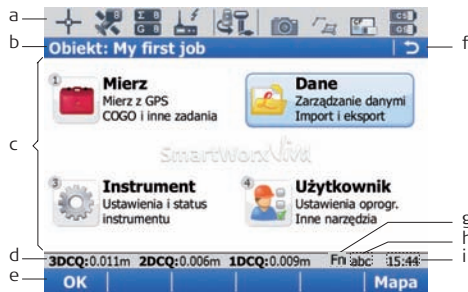 a
b
Obiekt: My first job
f
c
1
Mierz
Mierz z GPS
COGO i inne zadania
Dane
Zarządzanie danymi
Import i eksport
SmartWorx Viva
3
Instrument
Ustawienia i status
instrumentu
4
Użytkownik
Ustawienia oprogr.
Inne narzędzia
g
h
i
d
3DCQ:0.011m 2DCQ:0.006m 1DCQ:0.009m Fn abc 15:44
e
OK Mapa